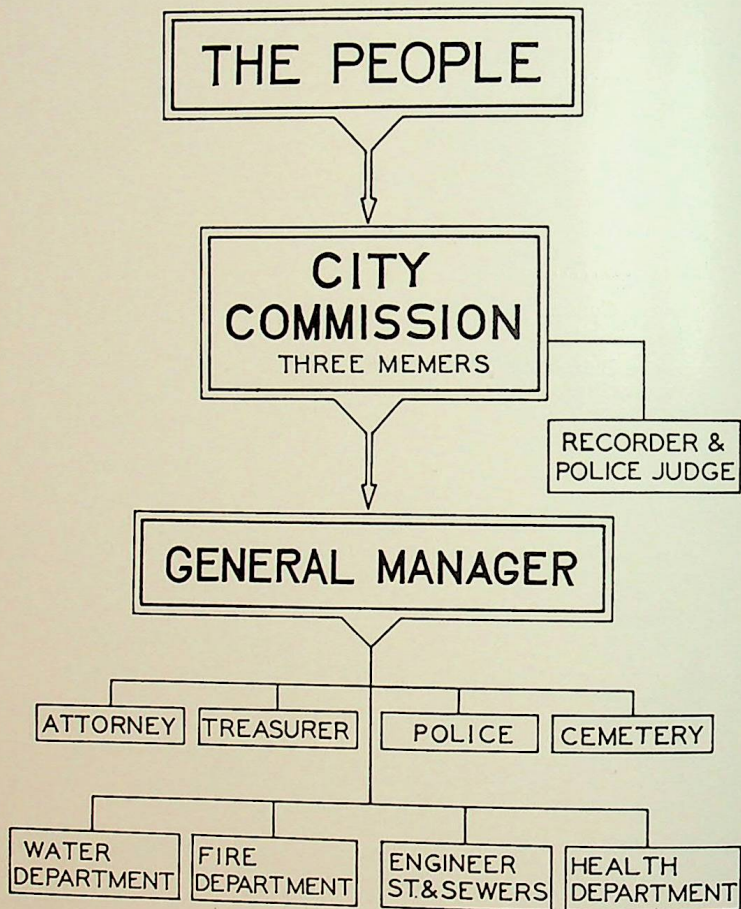 THE PEOPLE
CITY
COMMISSION
THREE MEMERS
RECORDER &
POLICE JUDGE
GENERAL MANAGER
ATTORNEY
TREASURER
POLICE
CEMETERY
WATER
DEPARTMENT
FIRE
DEPARTMENT
ENGINEER
ST.& SEWERS
HEALTH
DEPARTMENT